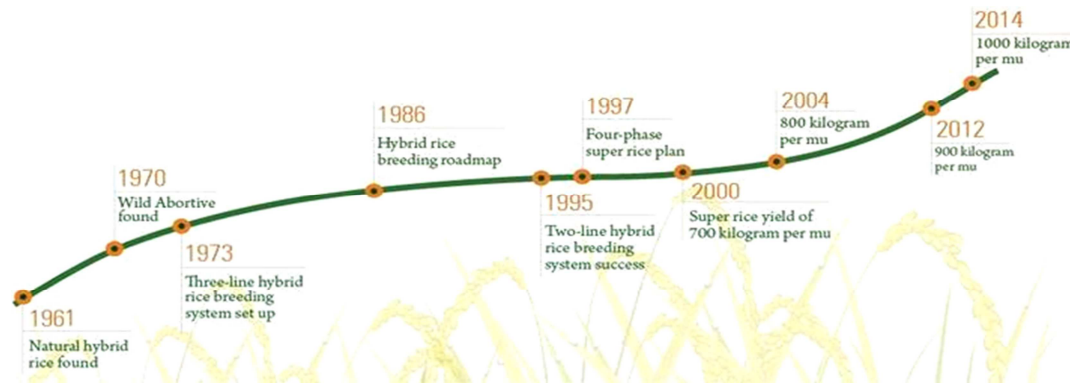 1961
Natural hybrid
rice found
1970
Wild Abortive
found
1973
Three-line hybrid
rice breeding
system set up
1986
Hybrid rice
breeding roadmap
1995
Two-line hybrid
rice breeding
system success
1997
Four-phase
super rice plan
2000
Super rice yield of
700 kilogram per mu
2004
800 kilogram
per mu
2012
900 kilogram
per mu
2014
1000 kilogram
per mu